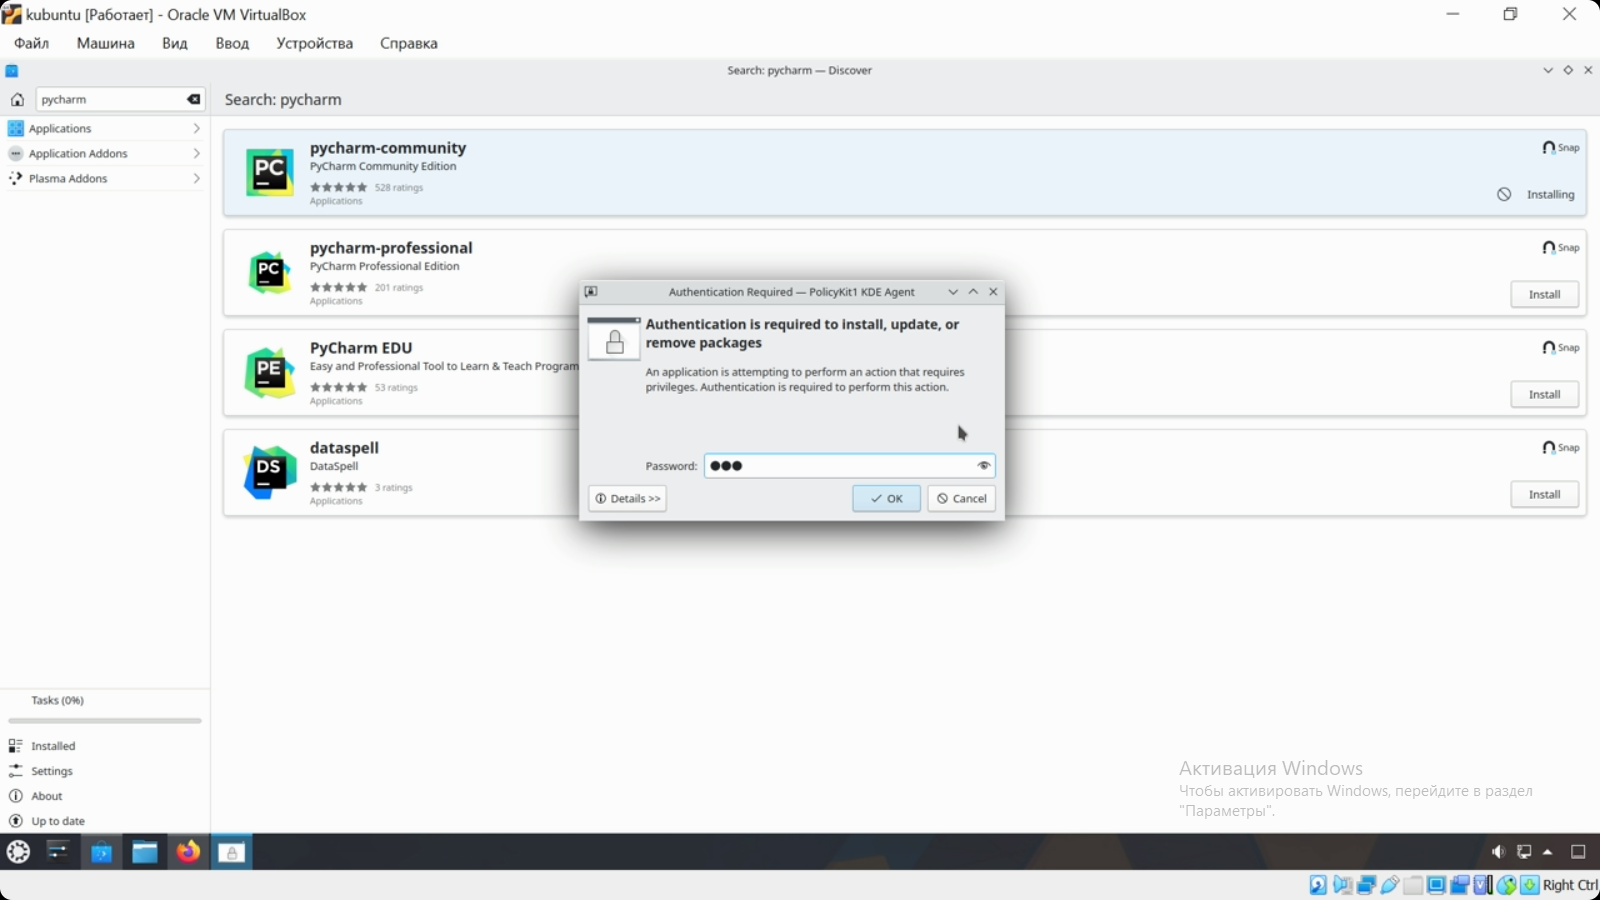 kubuntu [Работает] - Oracle VM VirtualBox
Файл Машина Вид Ввод Устройства Справка
Search: pycharm — Discover
pycharm
Search: pycharm
Applications
Application Addons
Plasma Addons
pycharm-community
PyCharm Community Edition
528 ratings
Applications
Snap
Installing
pycharm-professional
PyCharm Professional Edition
201 ratings
Applications
Snap
Install
PyCharm EDU
Easy and Professional Tool to Learn & Teach Program
53 ratings
Applications
Snap
Install
dataspell
DataSpell
3 ratings
Applications
Snap
Install
PC
PC
PE
DS
Authentication Required — PolicyKit1 KDE Agent
Authentication is required to install, update, or
remove packages
An application is attempting to perform an action that requires
privileges. Authentication is required to perform this action.
Password:
Details >>
OK
Cancel
Tasks (0%)
Installed
Settings
About
Up to date
Активация Windows
Чтобы активировать Windows, перейдите в раздел
"Параметры".
Right Ctrl